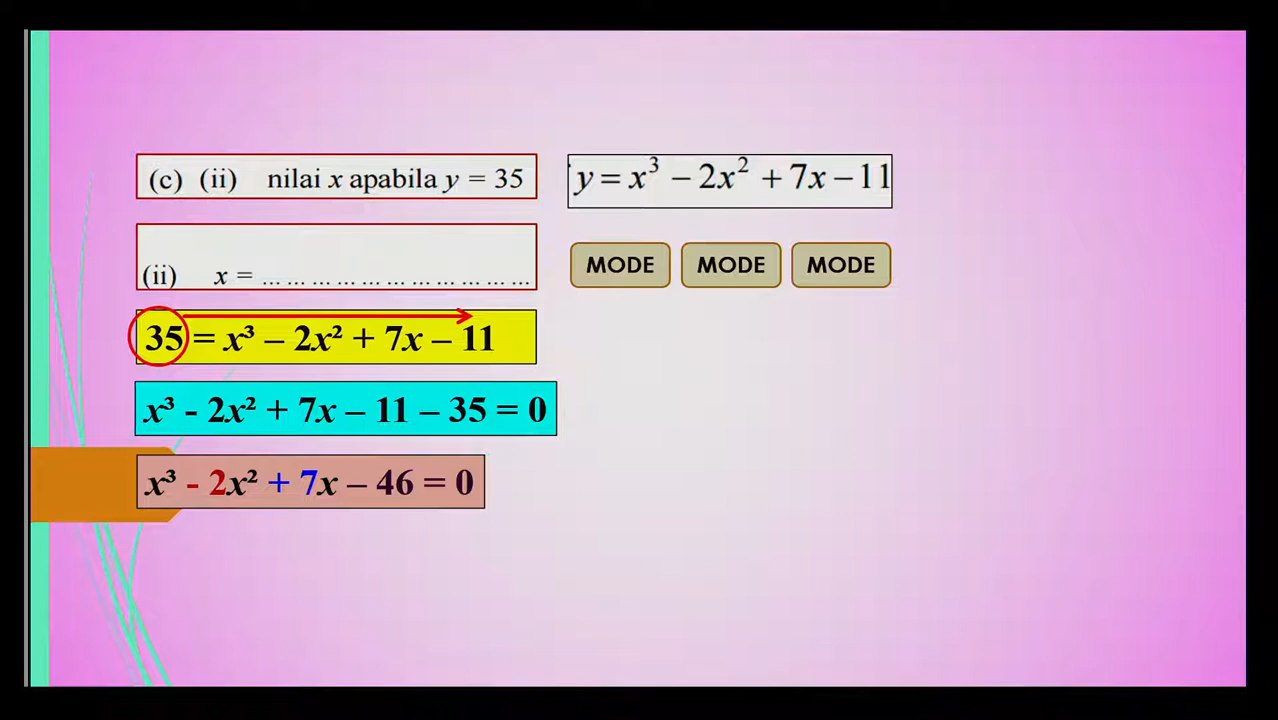 (c) (ii) nilai x apabila y = 35
y = x³ − 2x² + 7x − 11
(ii) x = ... ... ... ... ... ... ... ... ... ... ...
MODE MODE MODE
35 = x³ – 2x² + 7x – 11
x³ - 2x² + 7x – 11 – 35 = 0
x³ - 2x² + 7x – 46 = 0